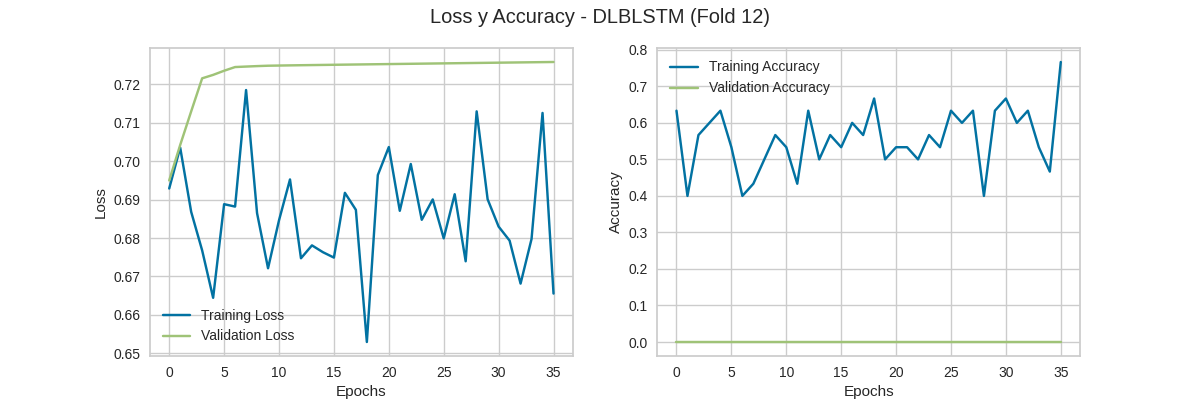 Loss y Accuracy - DLBLSTM (Fold 12)
0.72
0.71
0.70
0.69
0.68
0.67
0.66
0.65
Loss
0 5 10 15 20 25 30 35
Epochs
Training Loss
Validation Loss
0.8
0.7
0.6
0.5
0.4
0.3
0.2
0.1
0.0
Accuracy
0 5 10 15 20 25 30 35
Epochs
Training Accuracy
Validation Accuracy